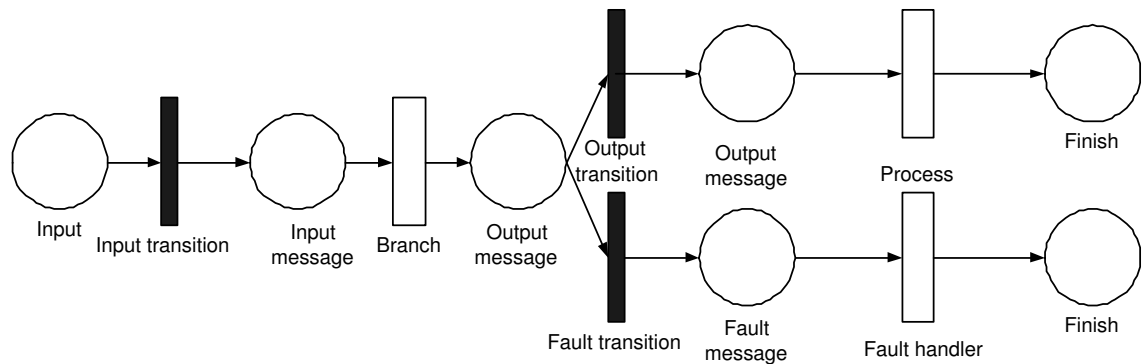 Input
Input transition
Input
message
Branch
Output
message
Output
transition
Output
message
Process
Finish
Fault transition
Fault
message
Fault handler
Finish